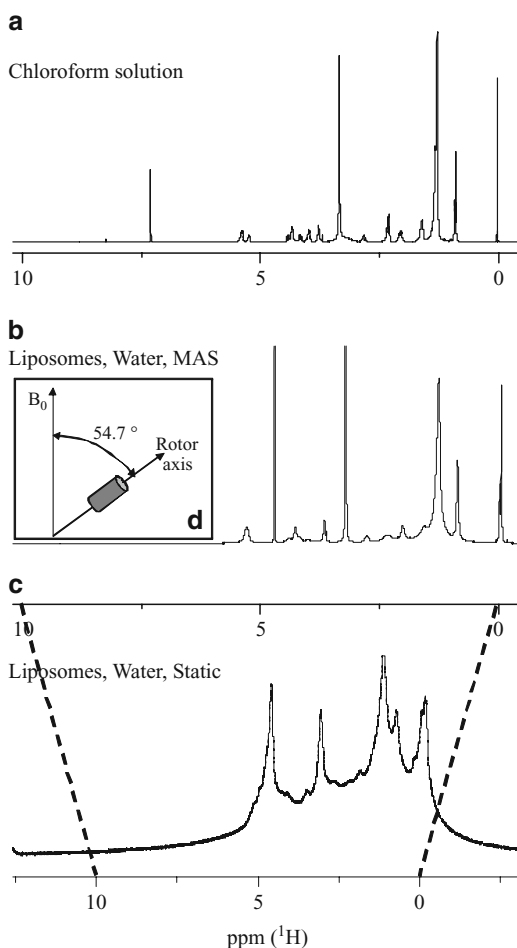 a
Chloroform solution
10 5 0
b
Liposomes, Water, MAS
B0
54.7 °
Rotor
axis
d
c
10 5 0
Liposomes, Water, Static
10 5 0
ppm (1H)